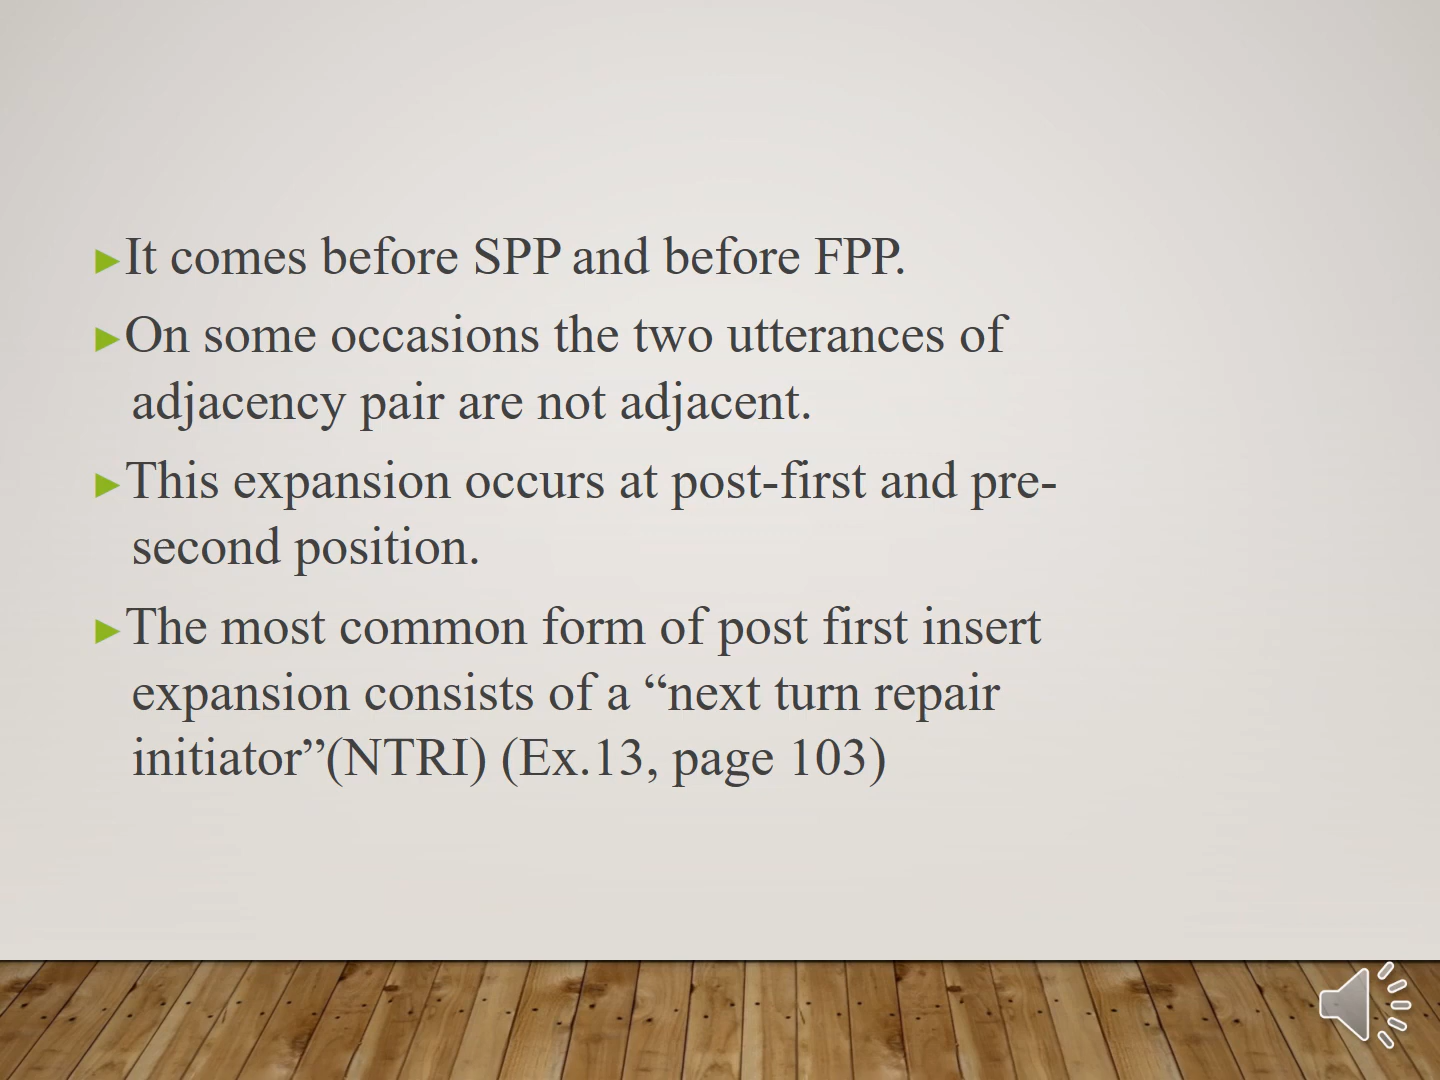 ►It comes before SPP and before FPP.
►On some occasions the two utterances of
adjacency pair are not adjacent.
►This expansion occurs at post-first and pre-
second position.
►The most common form of post first insert
expansion consists of a “next turn repair
initiator”(NTRI) (Ex.13, page 103)